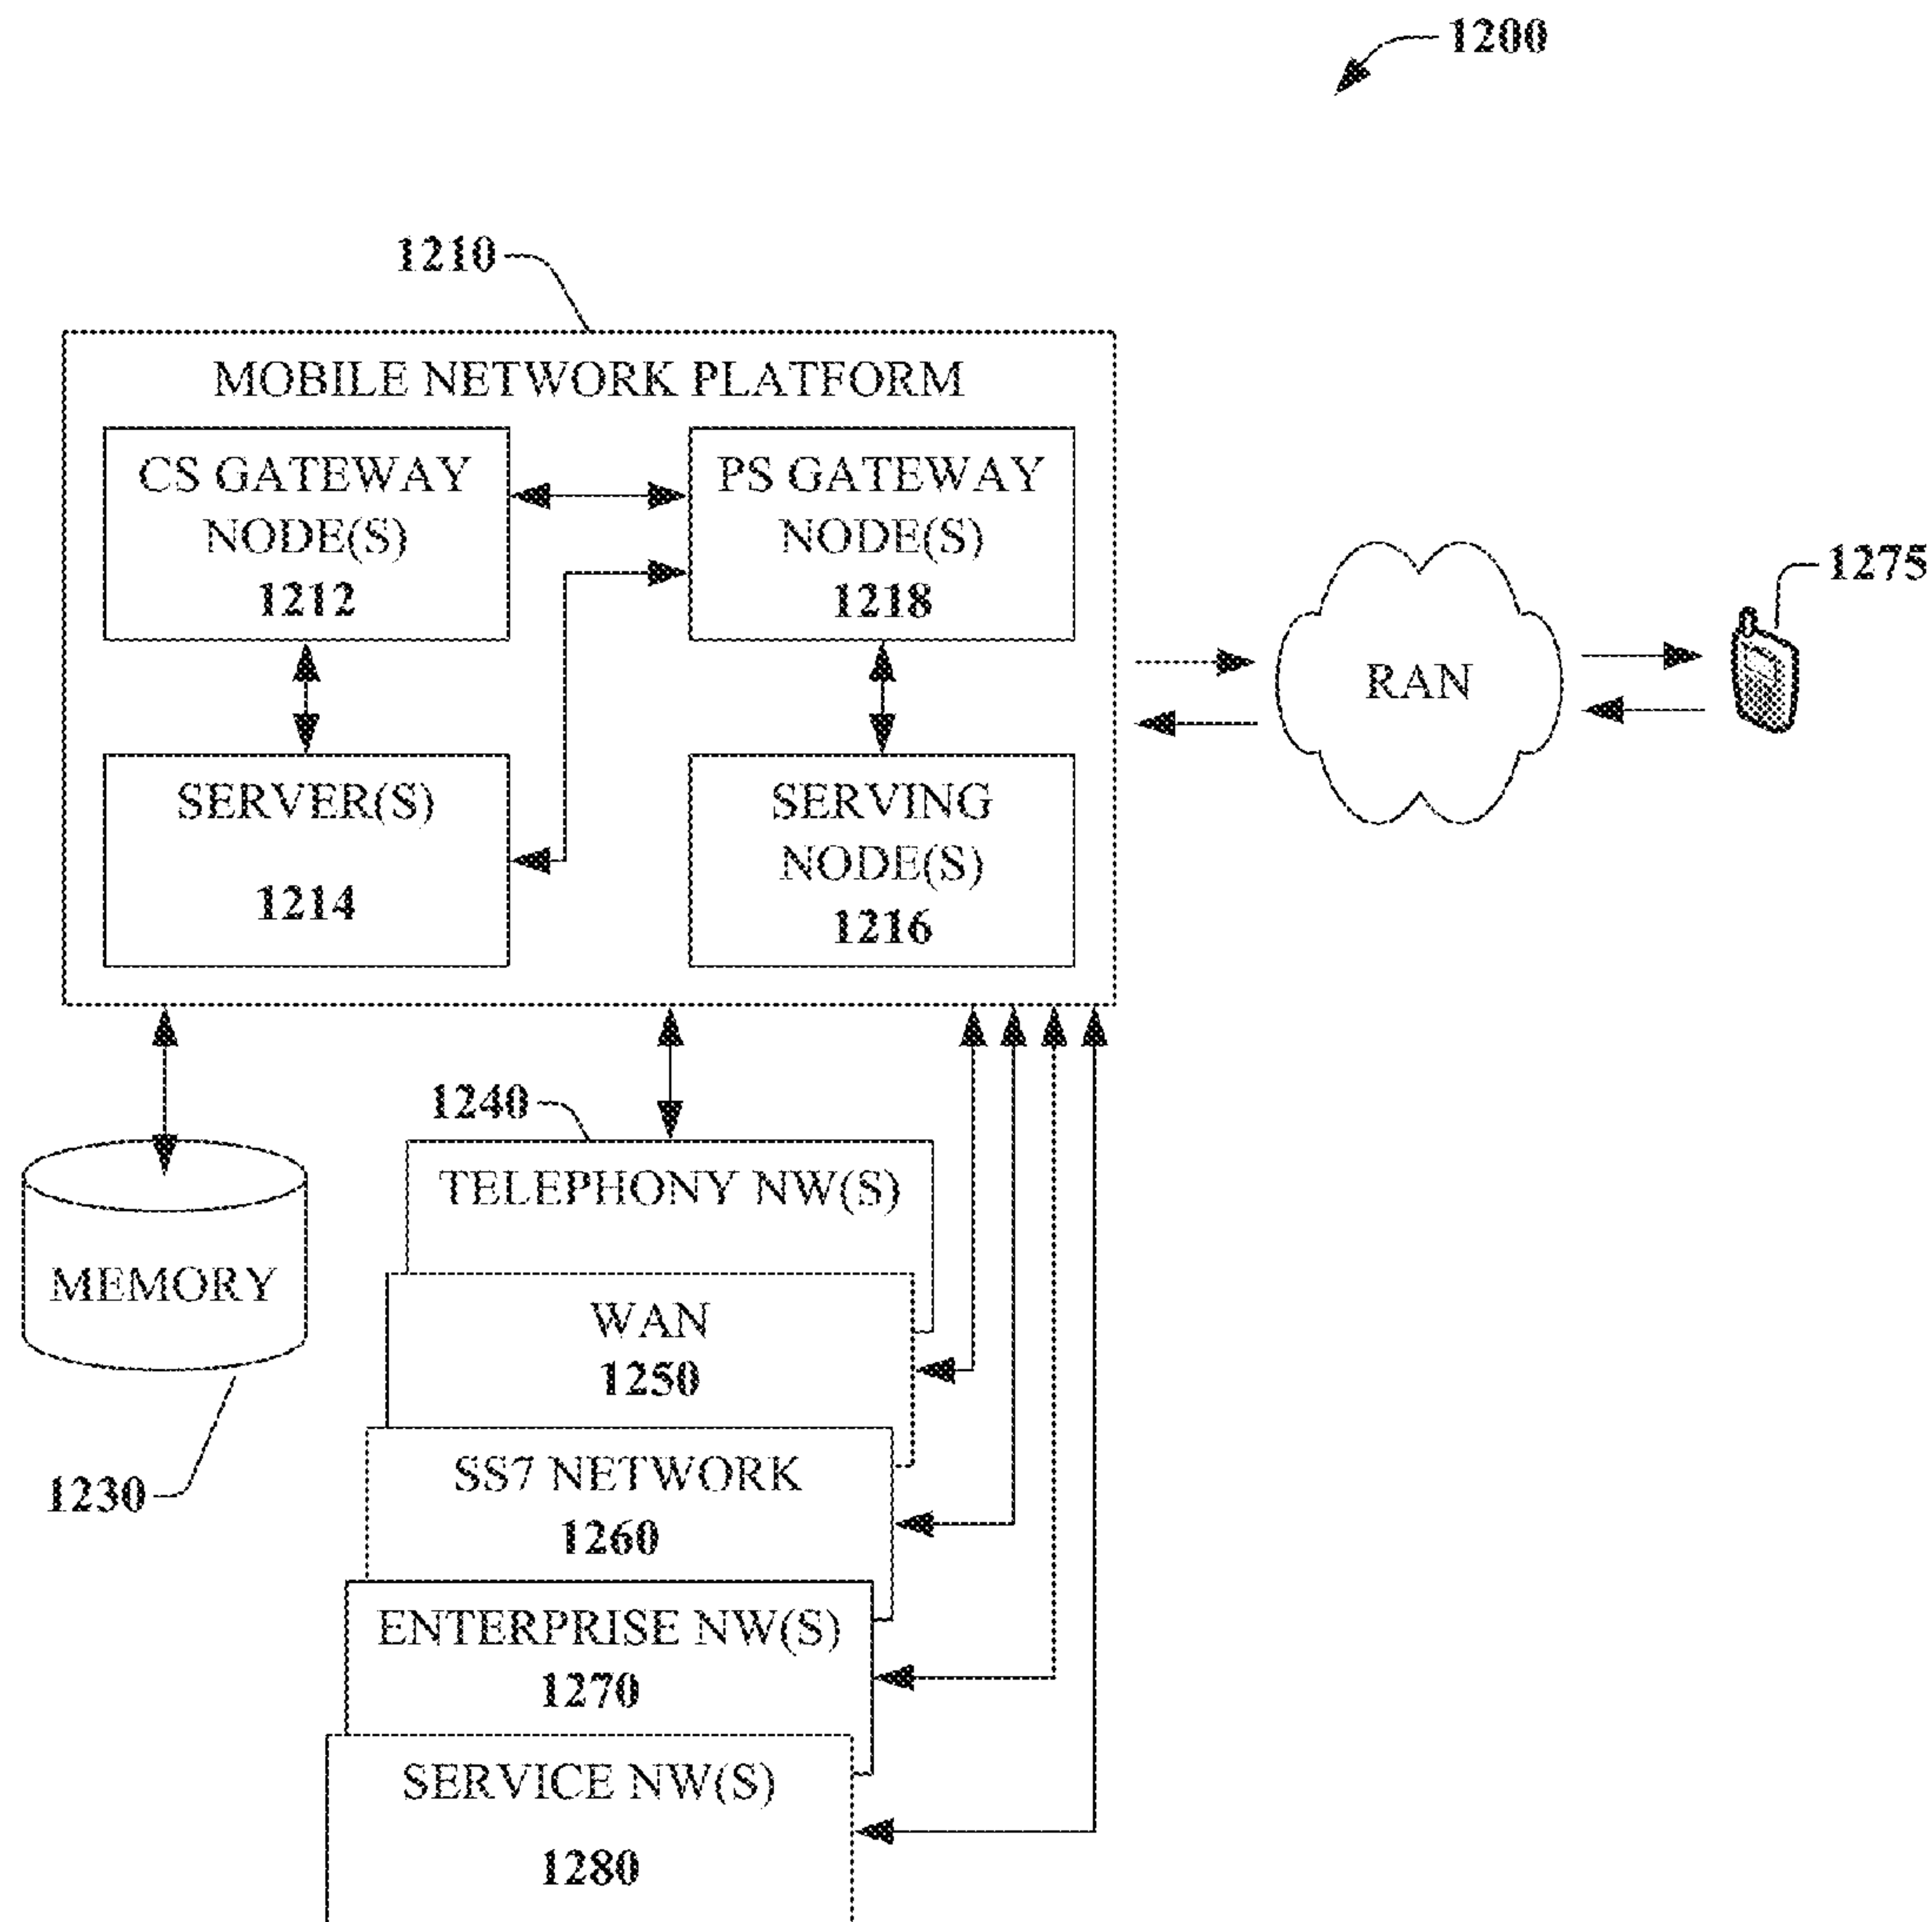 1200
1210
MOBILE NETWORK PLATFORM
CS GATEWAY
NODE(S)
1212
PS GATEWAY
NODE(S)
1218
SERVER(S)
1214
SERVING
NODE(S)
1216
RAN
1275
1240
TELEPHONY NW(S)
MEMORY
1230
WAN
1250
SS7 NETWORK
1260
ENTERPRISE NW(S)
1270
SERVICE NW(S)
1280